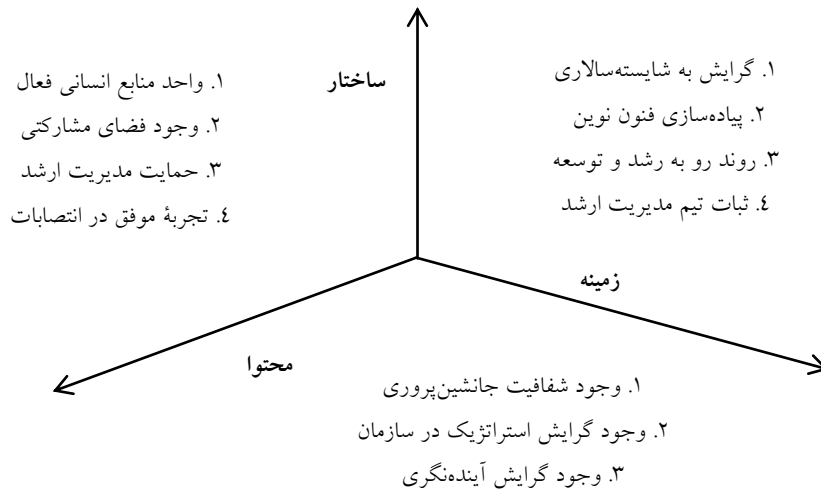 ساختار
۱. گرایش به شایسته‌سالاری
۲. پیاده‌سازی فنون نوین
۳. روند رو به رشد و توسعه
٤. ثبات تیم مدیریت ارشد
۱. واحد منابع انسانی فعال
۲. وجود فضای مشارکتی
۳. حمایت مدیریت ارشد
٤. تجربهٔ موفق در انتصابات
زمینه
محتوا
۱. وجود شفافیت جانشین‌پروری
۲. وجود گرایش استراتژیک در سازمان
۳. وجود گرایش آینده‌نگری